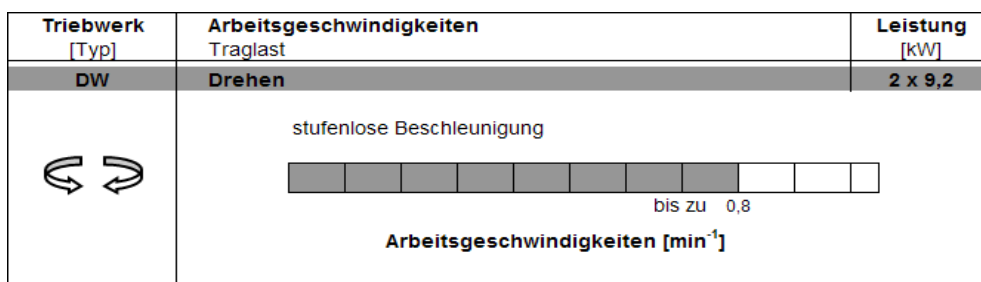 Triebwerk Arbeitsgeschwindigkeiten Leistung
[Typ] Traglast [kW]
DW Drehen 2 x 9,2
stufenlose Beschleunigung
bis zu 0,8
Arbeitsgeschwindigkeiten [min⁻¹]